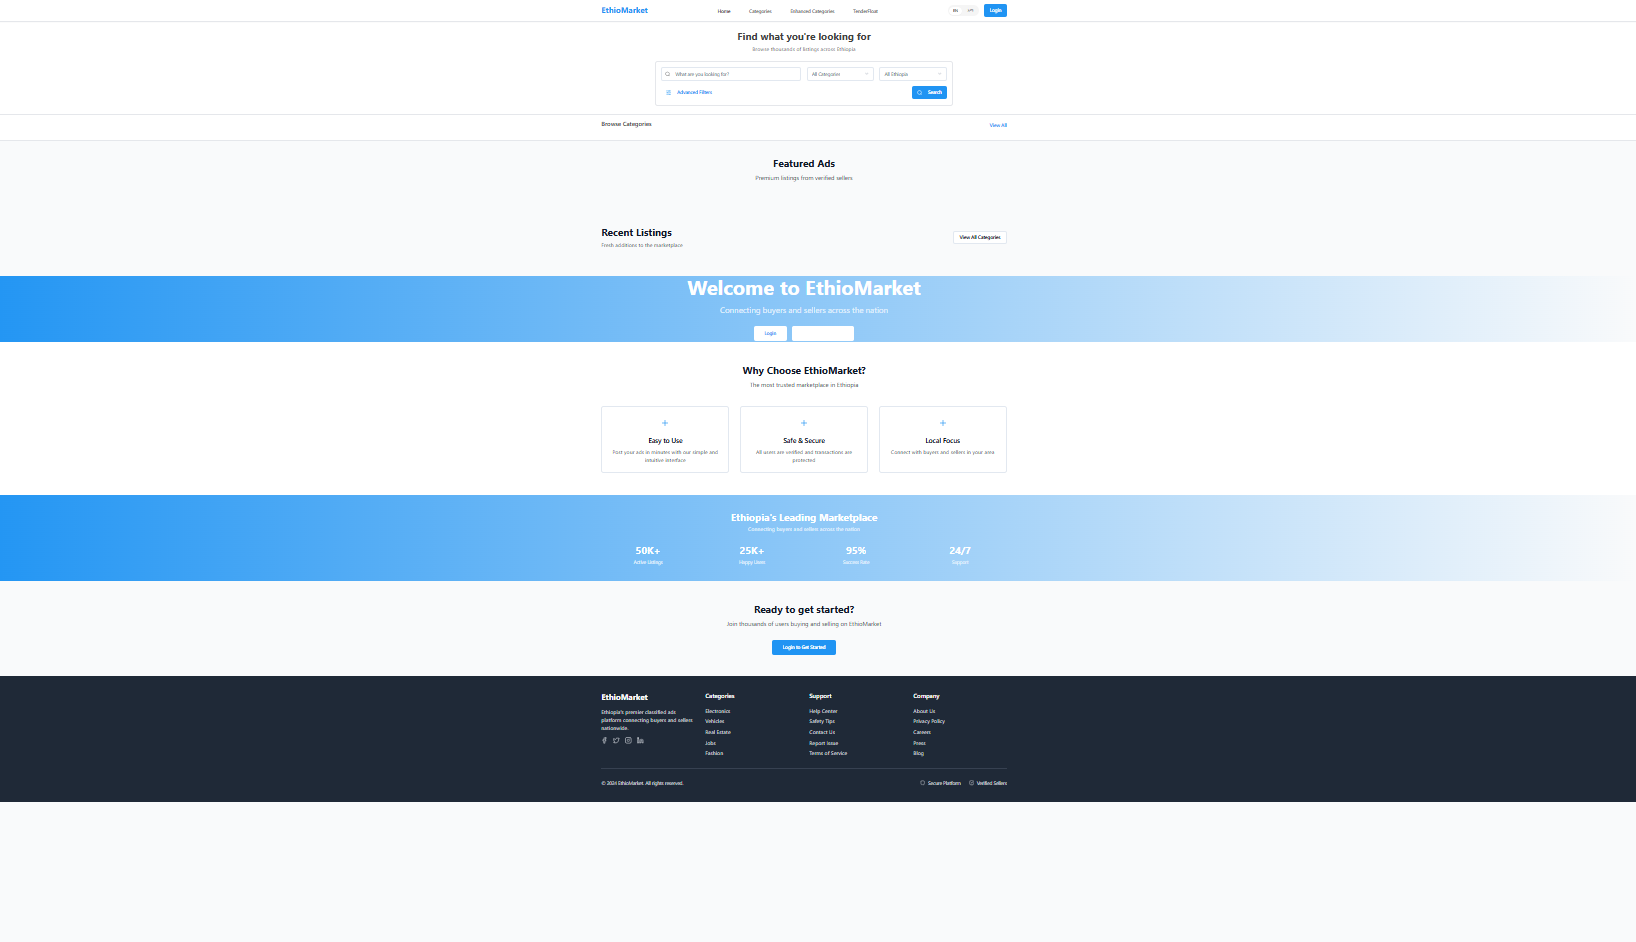 EthioMarket
Home
Categories
Enhanced Categories
TenderFloat
EN
Login
Find what you're looking for
Browse thousands of listings across Ethiopia
What are you looking for?
All Categories
All Ethiopia
Advanced Filters
Search
Browse Categories
View All
Featured Ads
Premium listings from verified sellers
Recent Listings
Fresh additions to the marketplace
View All Categories
Welcome to EthioMarket
Connecting buyers and sellers across the nation
Login
Why Choose EthioMarket?
The most trusted marketplace in Ethiopia
Easy to Use
Post your ads in minutes with our simple and
intuitive interface
Safe & Secure
All users are verified and transactions are
protected
Local Focus
Connect with buyers and sellers in your area
Ethiopia's Leading Marketplace
Connecting buyers and sellers across the nation
50K+
Active Listings
25K+
Happy Users
95%
Success Rate
24/7
Support
Ready to get started?
Join thousands of users buying and selling on EthioMarket
Login to Get Started
EthioMarket
Ethiopia's premier classified ads
platform connecting buyers and sellers
nationwide.
Categories
Electronics
Vehicles
Real Estate
Jobs
Fashion
Support
Help Center
Safety Tips
Contact Us
Report Issue
Terms of Service
Company
About Us
Privacy Policy
Careers
Press
Blog
© 2024 EthioMarket. All rights reserved.
Secure Platform
Verified Sellers